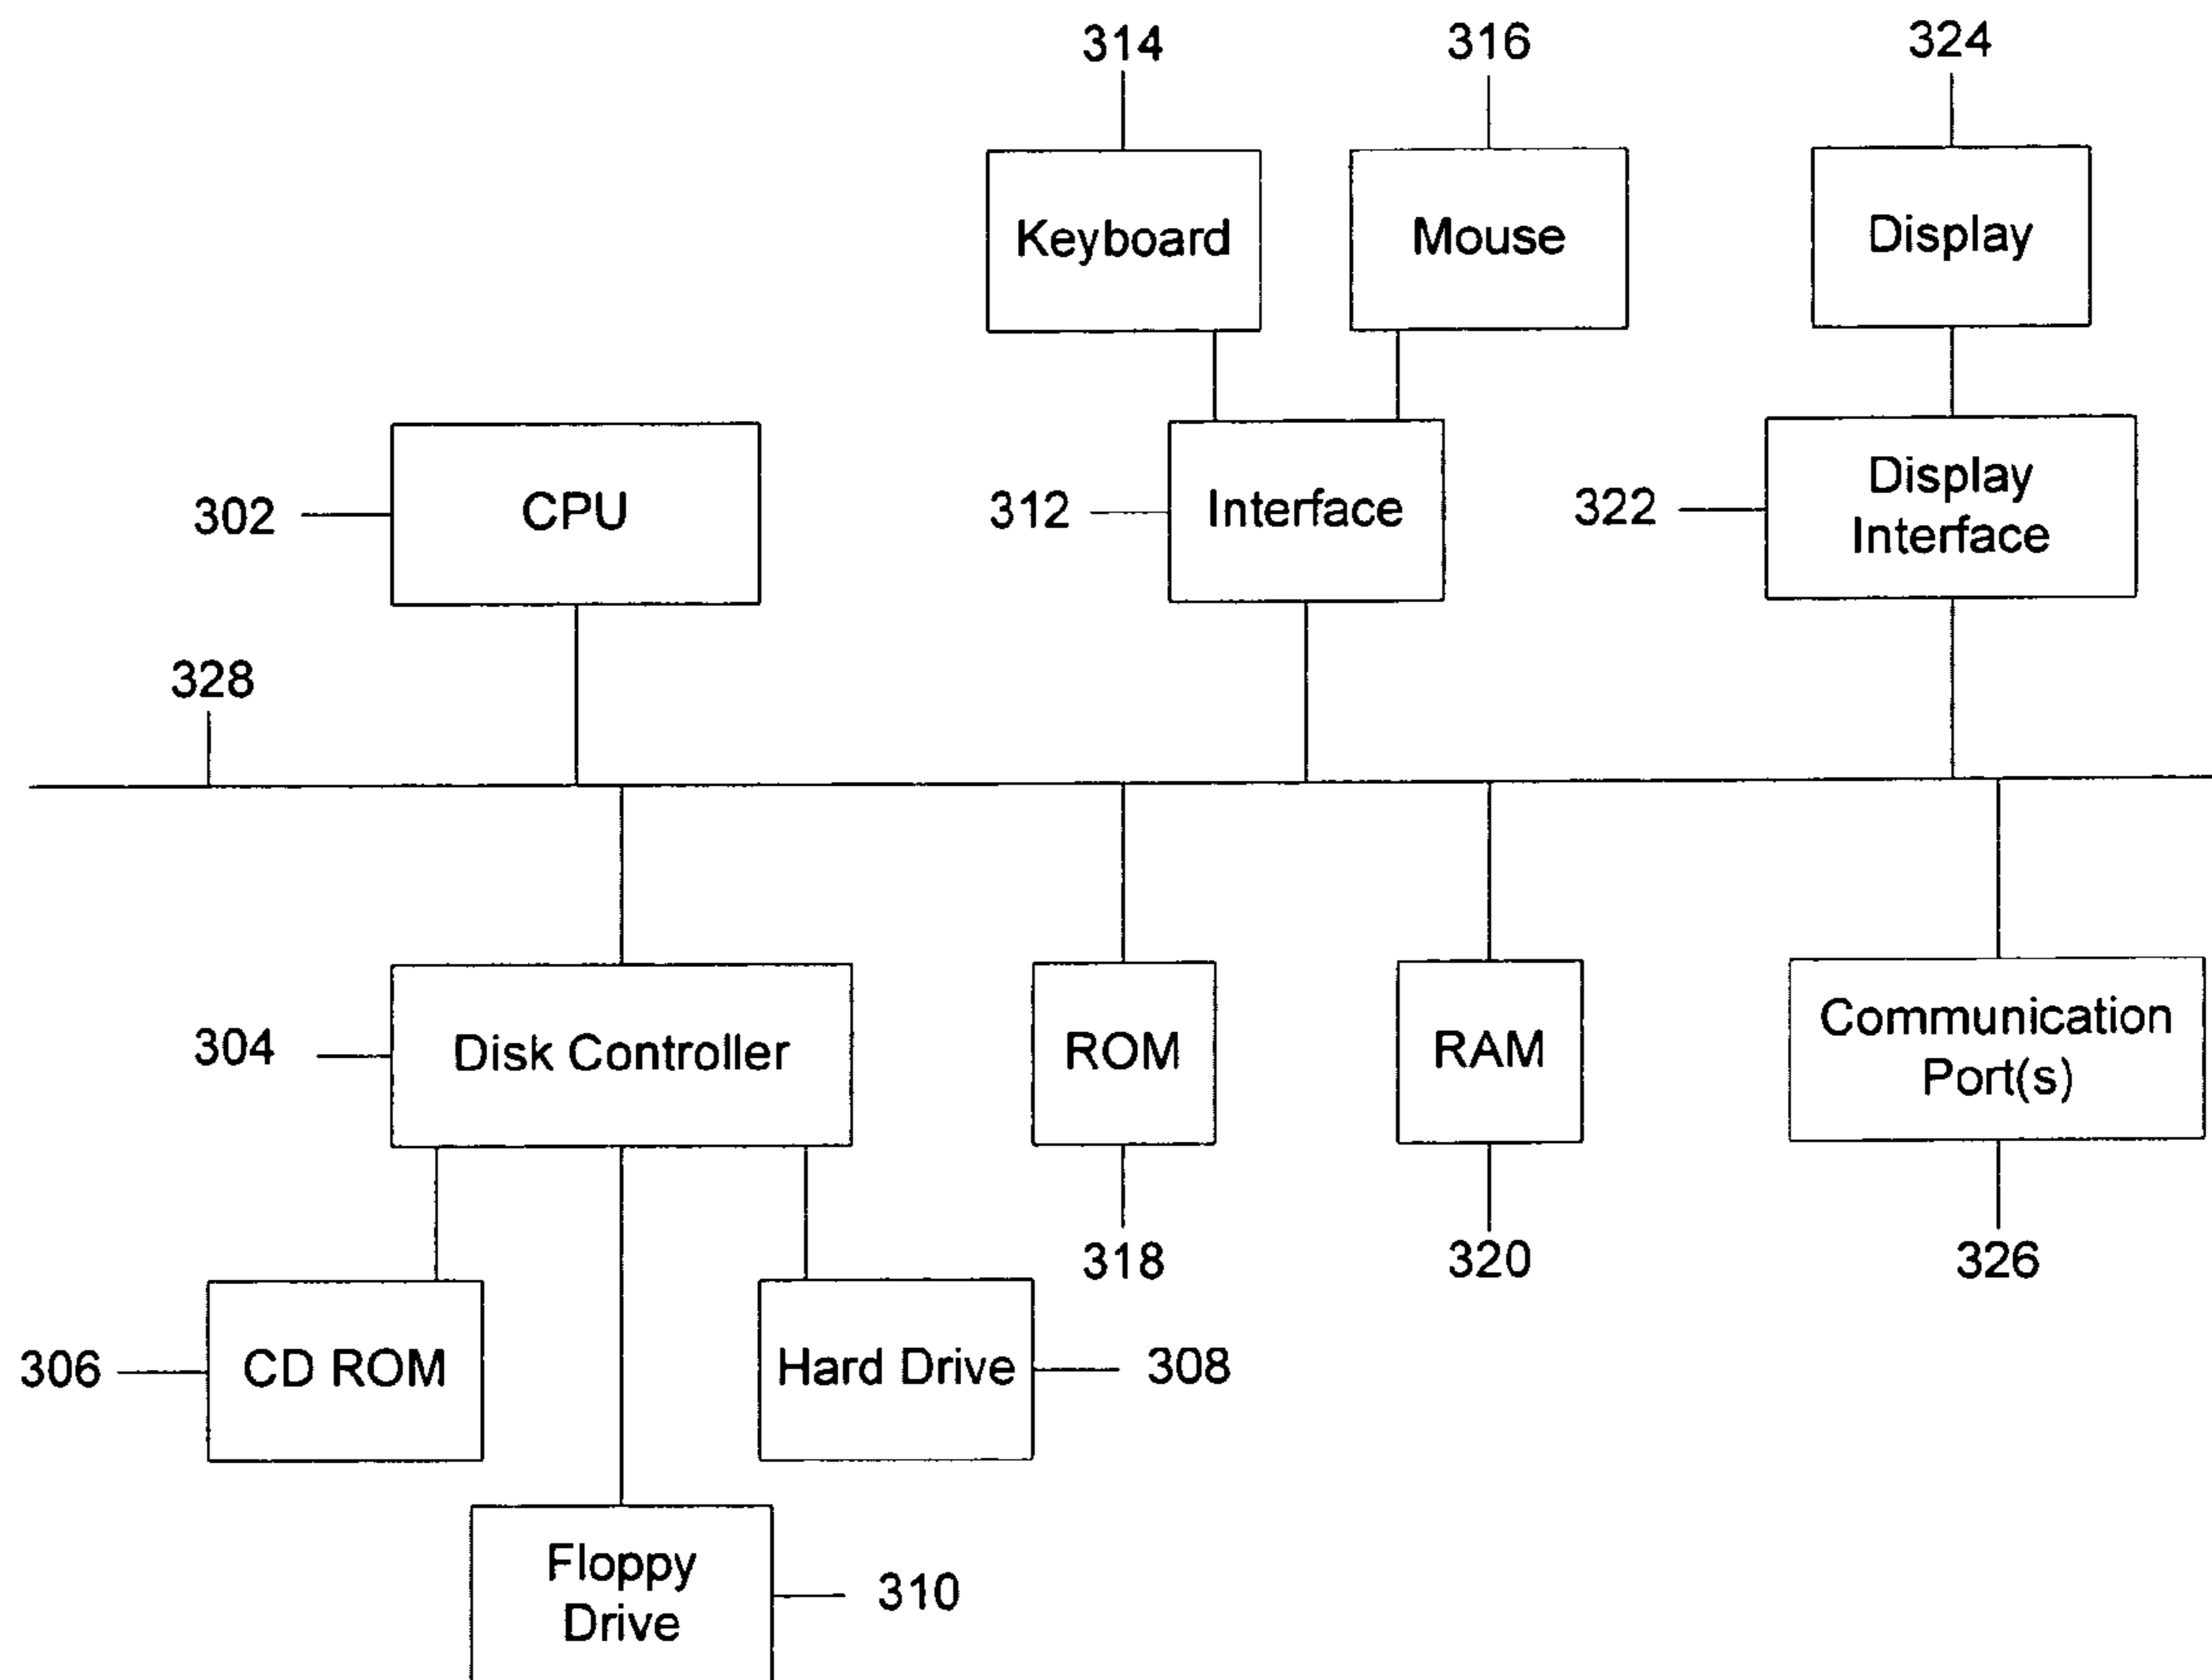 314
316
324
Keyboard
Mouse
Display
302
CPU
312
Interface
322
Display
Interface
328
304
Disk Controller
ROM
RAM
Communication
Port(s)
318
320
326
306
CD ROM
Hard Drive
308
Floppy
Drive
310